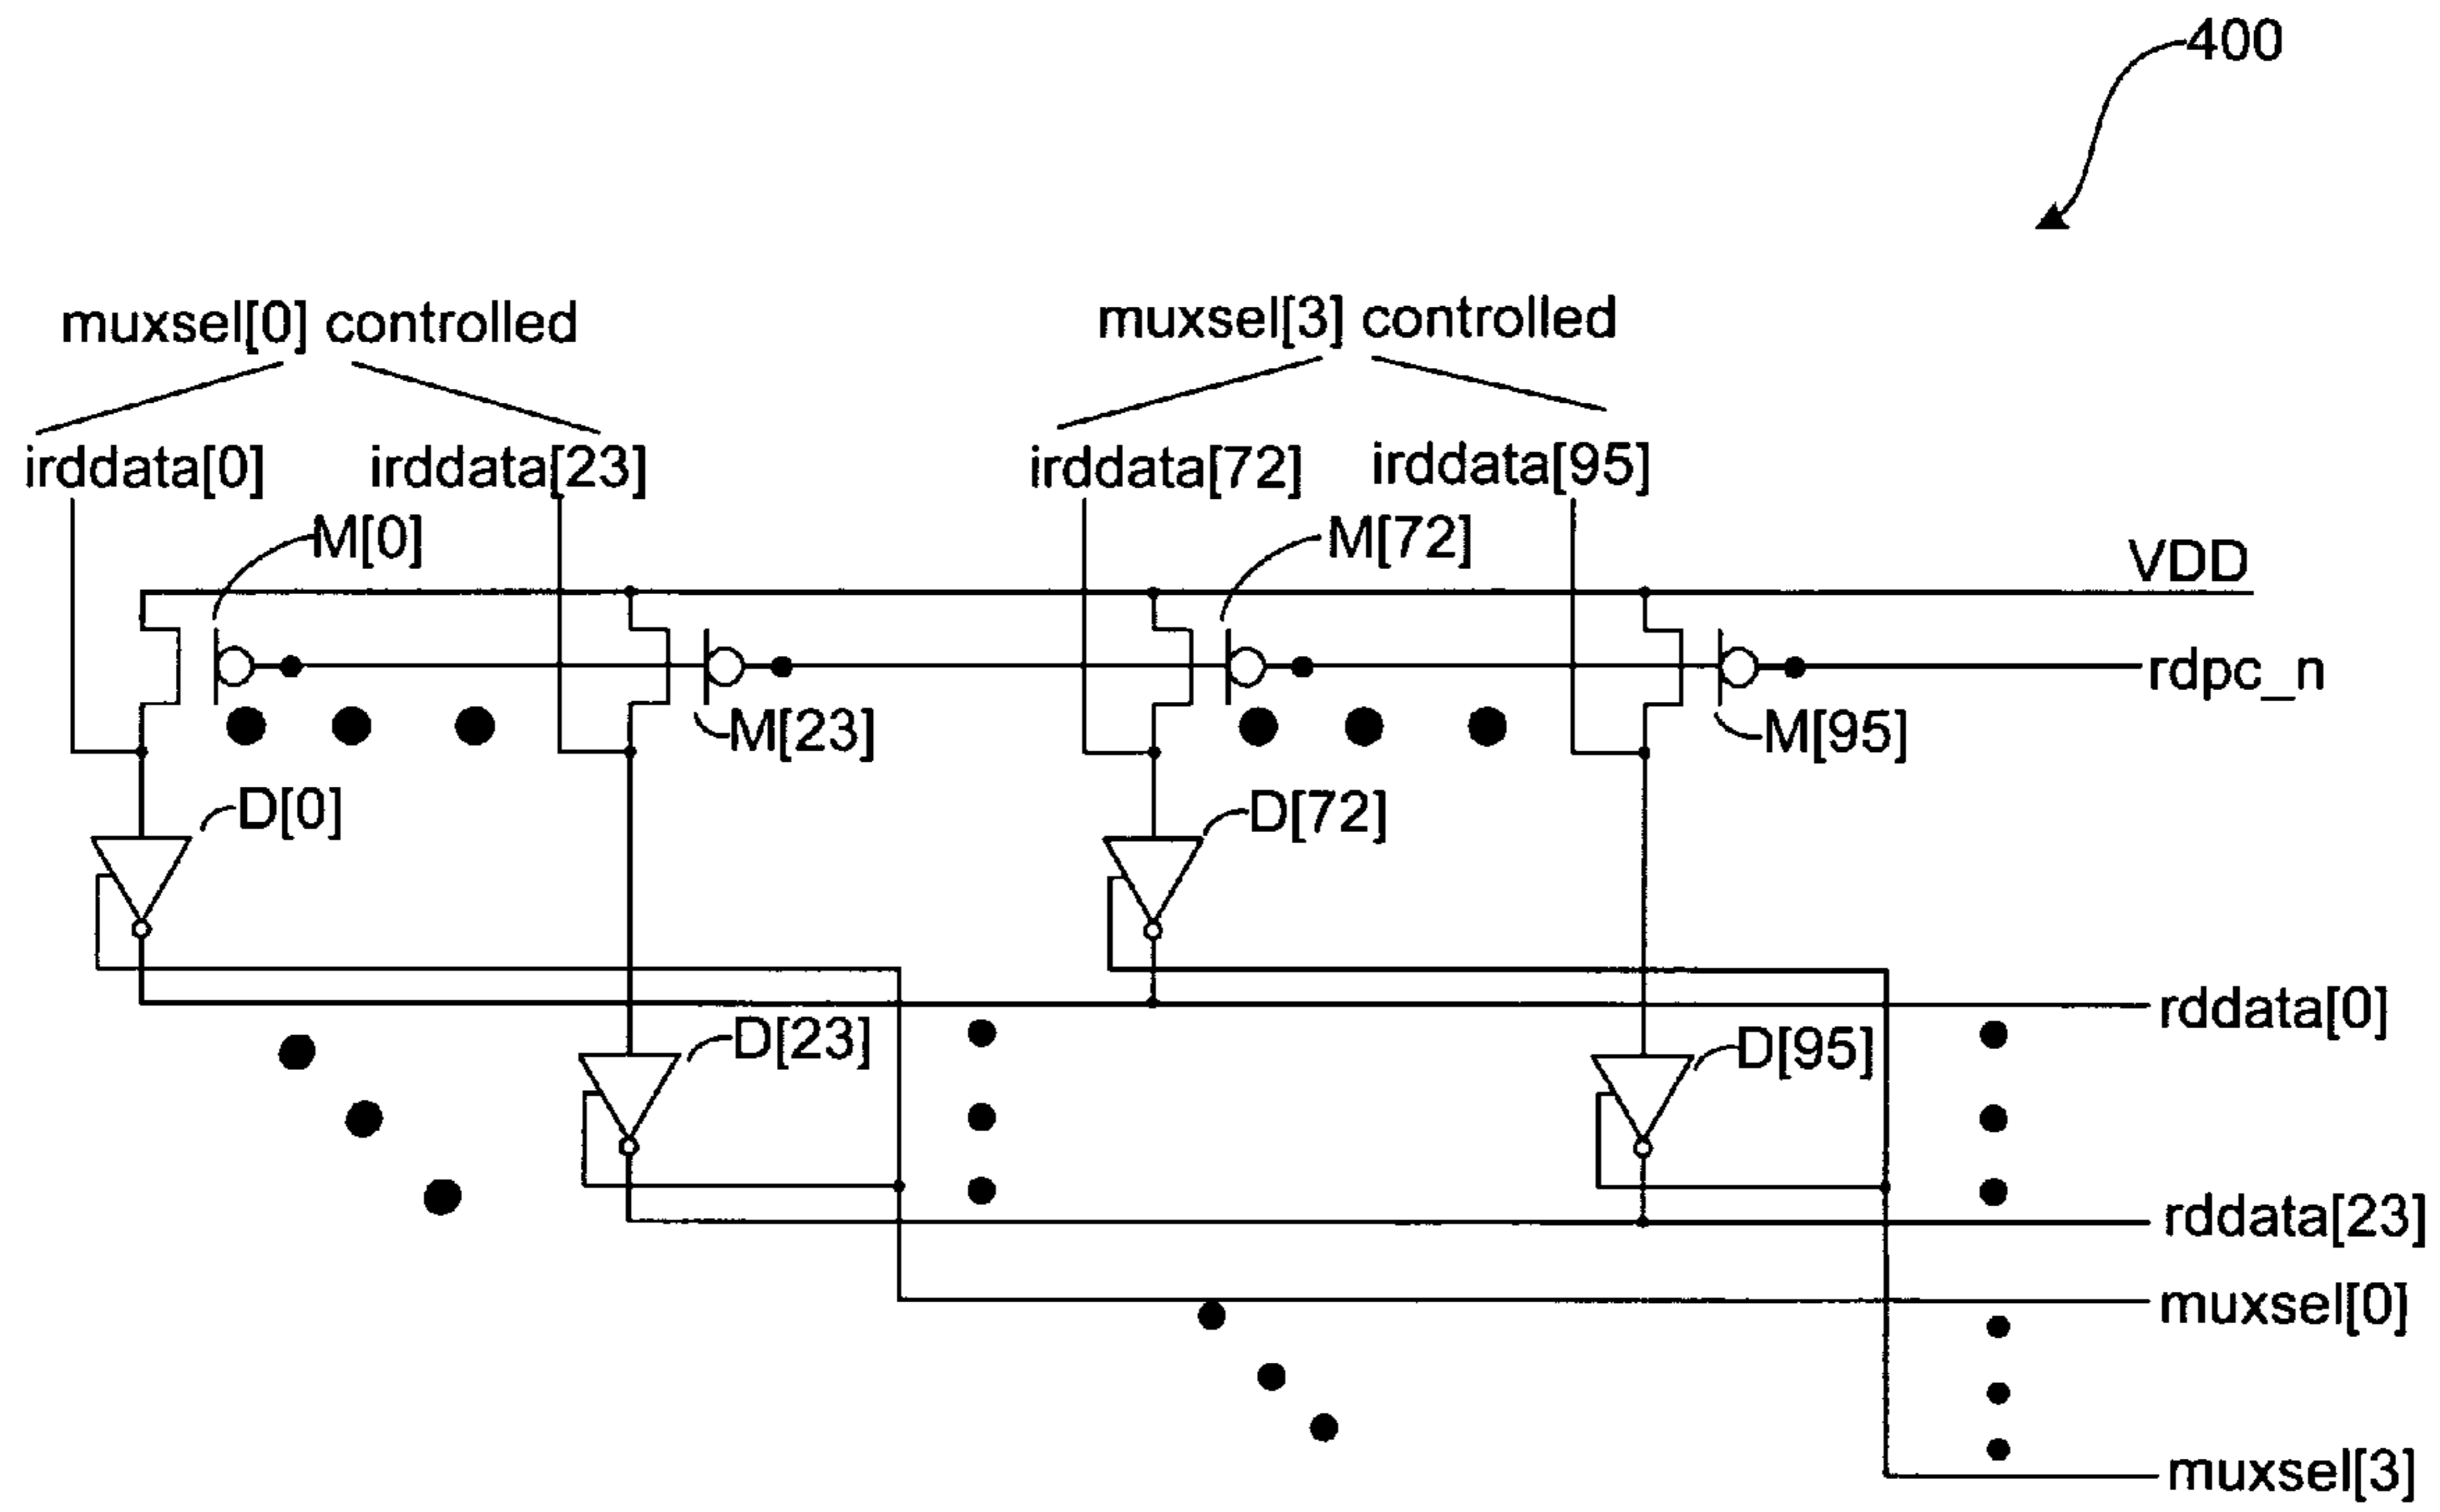 400
muxsel[0] controlled
muxsel[3] controlled
irddata[0]
irddata[23]
irddata[72]
irddata[95]
M[0]
M[72]
VDD
rdpc_n
M[23]
M[95]
D[0]
D[72]
rddata[0]
D[23]
D[95]
rddata[23]
muxsel[0]
muxsel[3]